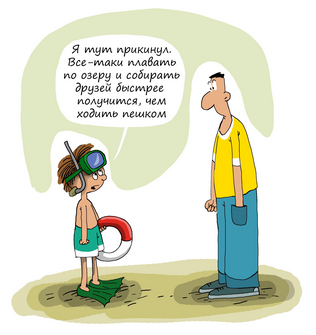 Я тут прикинул.
Все-таки плавать
по озеру и собирать
друзей быстрее
получится, чем
ходить пешком